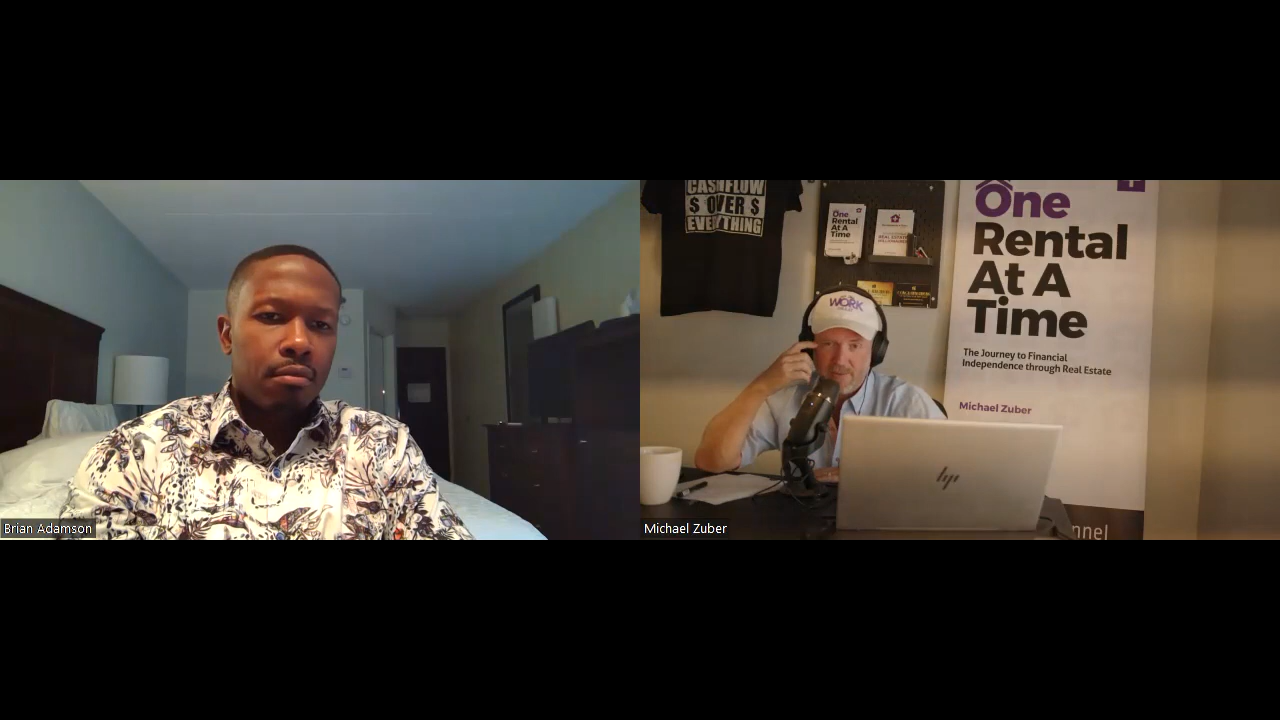 CASHFLOW
$ OVER $
EVERYTHING
One
Rental
At A
Time
WORK
One
Rental
At A
Time
The Journey to Financial
Independence through Real Estate
Michael Zuber
hp
nnel
Brian Adamson
Michael Zuber